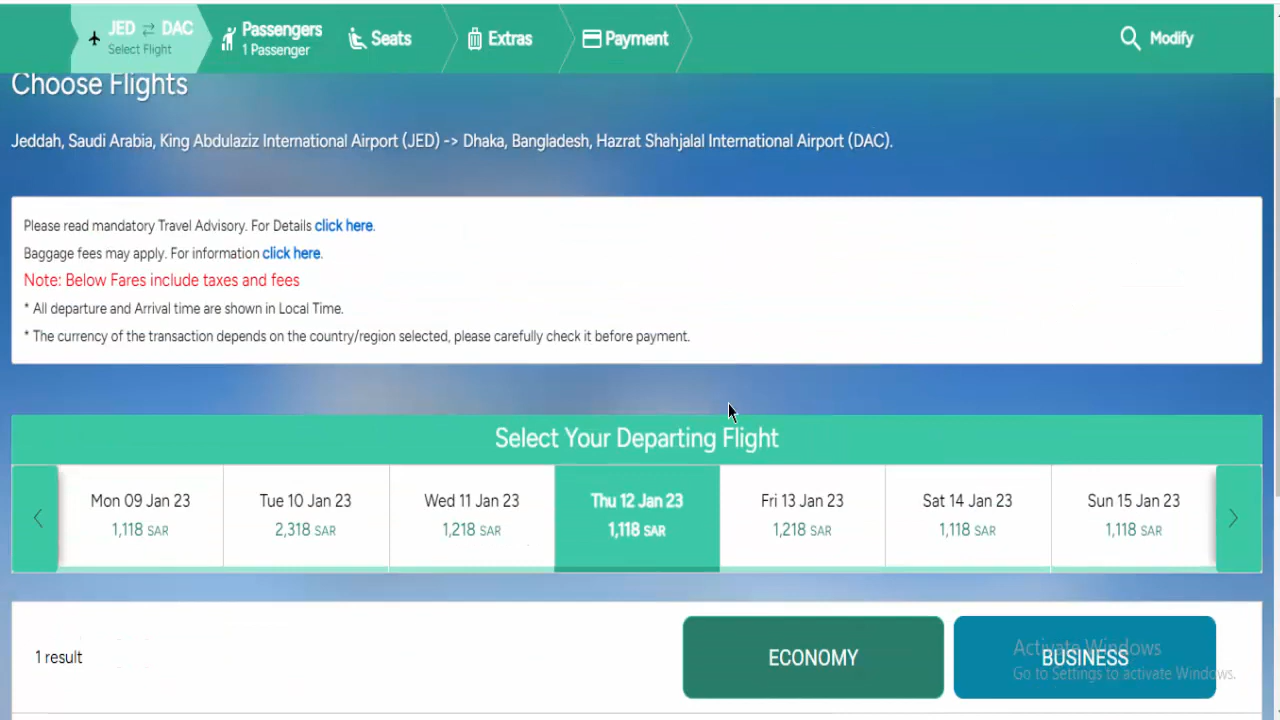 JED ⇄ DAC
Select Flight
Passengers
1 Passenger
Seats
Extras
Payment
Modify
Choose Flights
Jeddah, Saudi Arabia, King Abdulaziz International Airport (JED) -> Dhaka, Bangladesh, Hazrat Shahjalal International Airport (DAC).
Please read mandatory Travel Advisory. For Details click here.
Baggage fees may apply. For information click here.
Note: Below Fares include taxes and fees
* All departure and Arrival time are shown in Local Time.
* The currency of the transaction depends on the country/region selected, please carefully check it before payment.
Select Your Departing Flight
Mon 09 Jan 23
1,118 SAR
Tue 10 Jan 23
2,318 SAR
Wed 11 Jan 23
1,218 SAR
Thu 12 Jan 23
1,118 SAR
Fri 13 Jan 23
1,218 SAR
Sat 14 Jan 23
1,118 SAR
Sun 15 Jan 23
1,118 SAR
1 result
ECONOMY
BUSINESS
Activate Windows
Go to Settings to activate Windows.